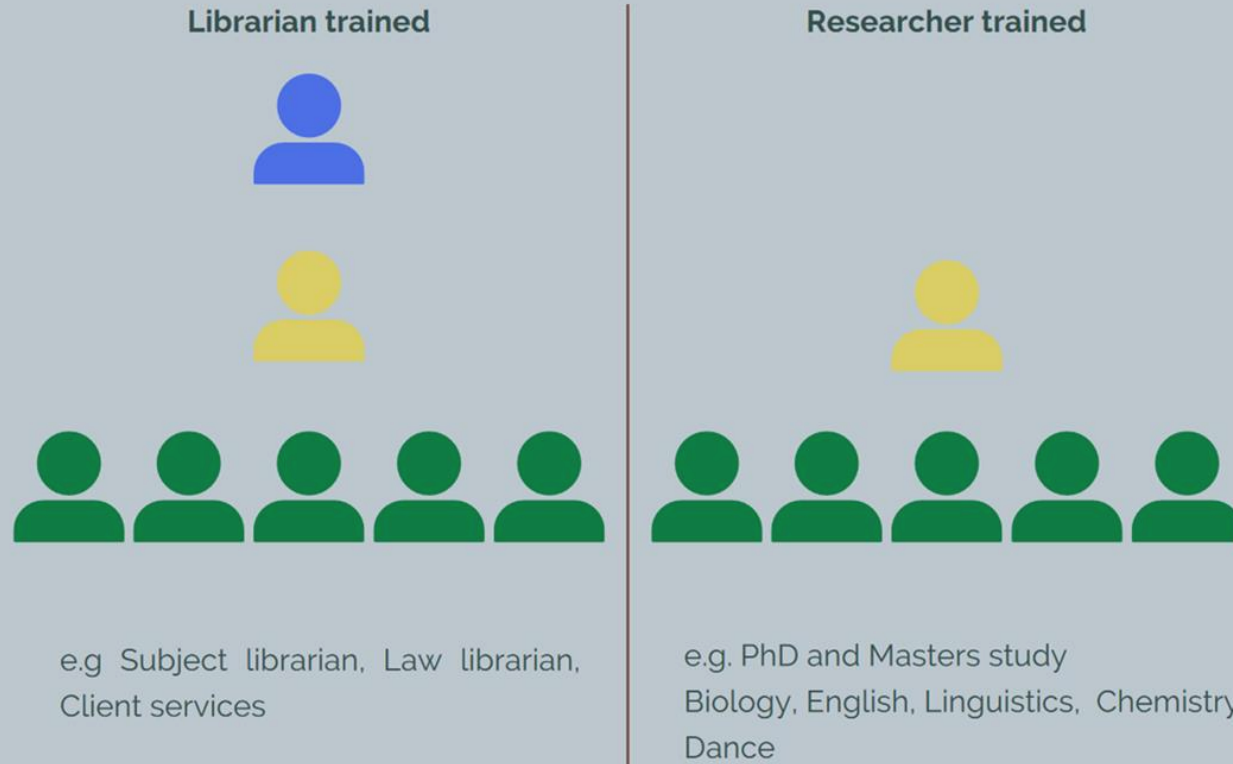 Librarian trained
e.g Subject librarian, Law librarian,
Client services
Researcher trained
e.g. PhD and Masters study
Biology, English, Linguistics, Chemistry
Dance